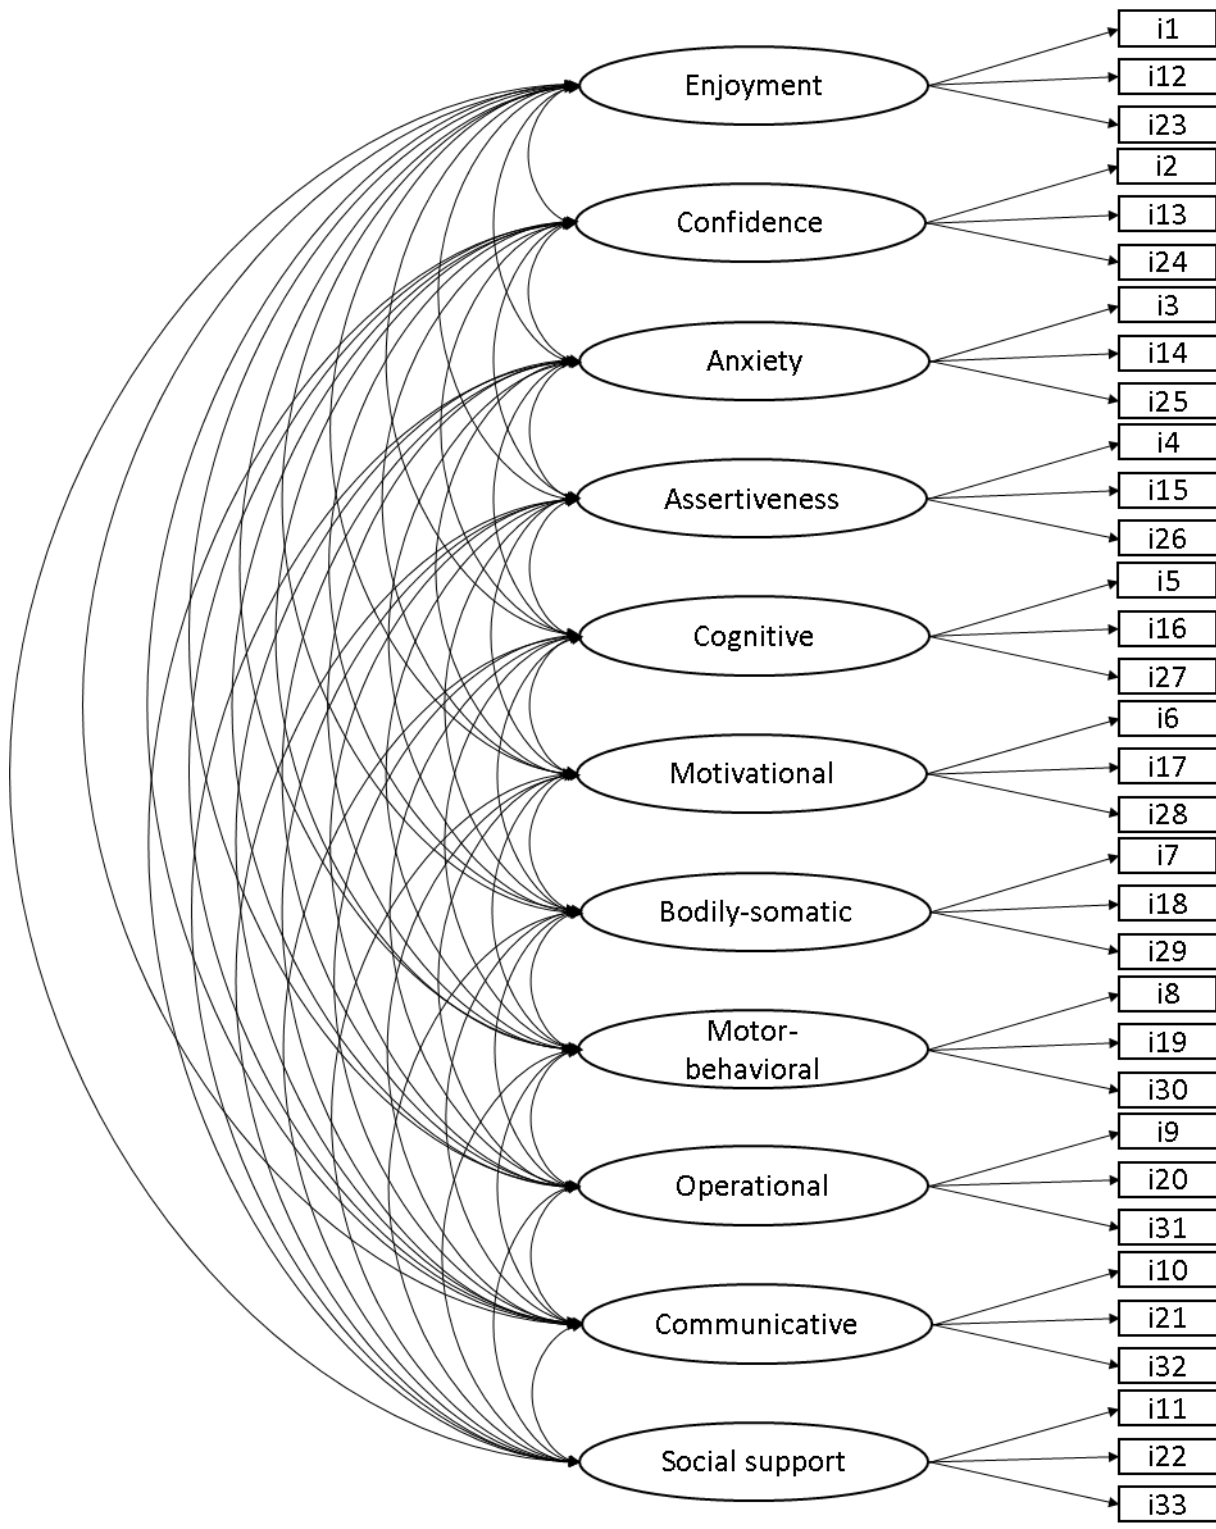 Enjoyment
i1
i12
i23
Confidence
i2
i13
i24
Anxiety
i3
i14
i25
Assertiveness
i4
i15
i26
Cognitive
i5
i16
i27
Motivational
i6
i17
i28
Bodily-somatic
i7
i18
i29
Motor-
behavioral
i8
i19
i30
Operational
i9
i20
i31
Communicative
i10
i21
i32
Social support
i11
i22
i33